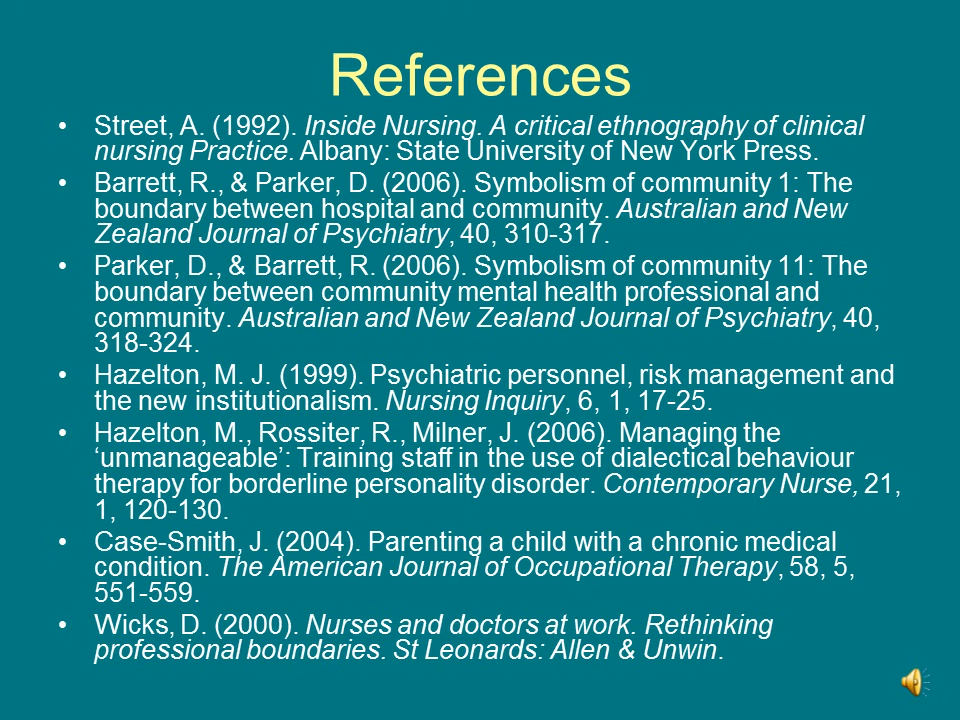 References
• Street, A. (1992). Inside Nursing. A critical ethnography of clinical
nursing Practice. Albany: State University of New York Press.
• Barrett, R., & Parker, D. (2006). Symbolism of community 1: The
boundary between hospital and community. Australian and New
Zealand Journal of Psychiatry, 40, 310-317.
• Parker, D., & Barrett, R. (2006). Symbolism of community 11: The
boundary between community mental health professional and
community. Australian and New Zealand Journal of Psychiatry, 40,
318-324.
• Hazelton, M. J. (1999). Psychiatric personnel, risk management and
the new institutionalism. Nursing Inquiry, 6, 1, 17-25.
• Hazelton, M., Rossiter, R., Milner, J. (2006). Managing the
‘unmanageable’: Training staff in the use of dialectical behaviour
therapy for borderline personality disorder. Contemporary Nurse, 21,
1, 120-130.
• Case-Smith, J. (2004). Parenting a child with a chronic medical
condition. The American Journal of Occupational Therapy, 58, 5,
551-559.
• Wicks, D. (2000). Nurses and doctors at work. Rethinking
professional boundaries. St Leonards: Allen & Unwin.